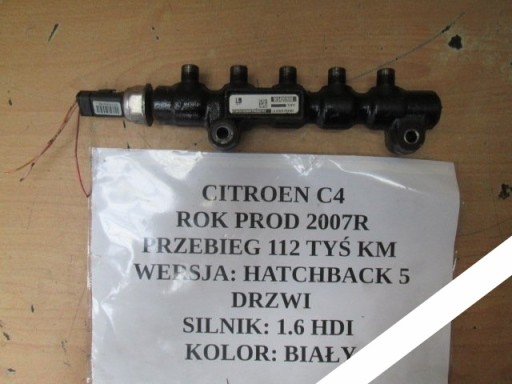 CITROEN C4
ROK PROD 2007R
PRZEBIEG 112 TYŚ KM
WERSJA: HATCHBACK 5
DRZWI
SILNIK: 1.6 HDI
KOLOR: BIAŁY